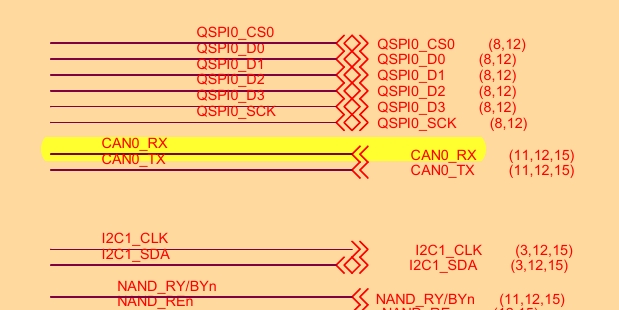 QSPI0_CS0 QSPI0_CS0 (8,12)
QSPI0_D0 QSPI0_D0 (8,12)
QSPI0_D1 QSPI0_D1 (8,12)
QSPI0_D2 QSPI0_D2 (8,12)
QSPI0_D3 QSPI0_D3 (8,12)
QSPI0_SCK QSPI0_SCK (8,12)
CAN0_RX CAN0_RX (11,12,15)
CAN0_TX CAN0_TX (11,12,15)
I2C1_CLK I2C1_CLK (3,12,15)
I2C1_SDA I2C1_SDA (3,12,15)
NAND_RY/BYn NAND_RY/BYn (11,12,15)
NAND_REn